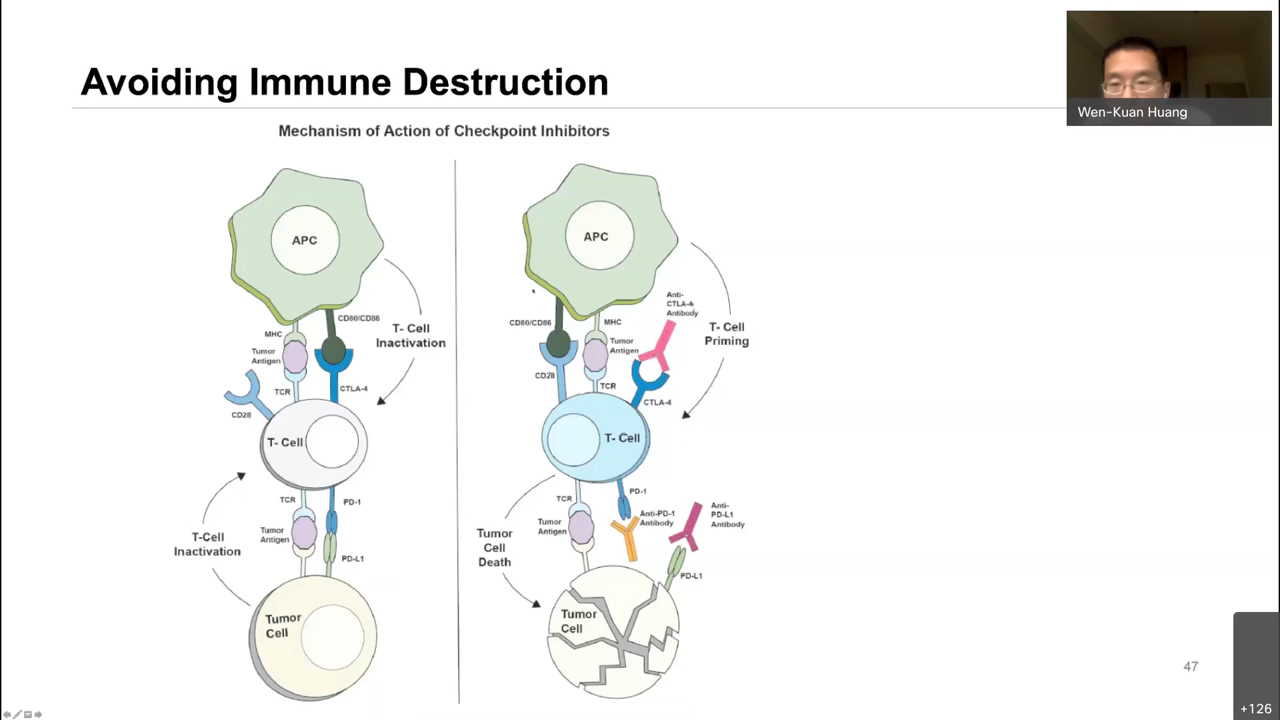 Avoiding Immune Destruction
Wen-Kuan Huang
Mechanism of Action of Checkpoint Inhibitors
APC
CD80/CD86
MHC
Tumor
Antigen
T- Cell
Inactivation
TCR
CTLA-4
CD28
T- Cell
TCR
PD-1
Tumor
Antigen
T-Cell
Inactivation
PD-L1
Tumor
Cell
APC
Anti-
CTLA-4
Antibody
CD80/CD86
MHC
T- Cell
Priming
Tumor
Antigen
CD28
TCR
CTLA-4
T- Cell
TCR
PD-1
Tumor
Antigen
Anti-PD-1
Antibody
Anti-
PD-L1
Antibody
Tumor
Cell
Death
PD-L1
Tumor
Cell
47
+126